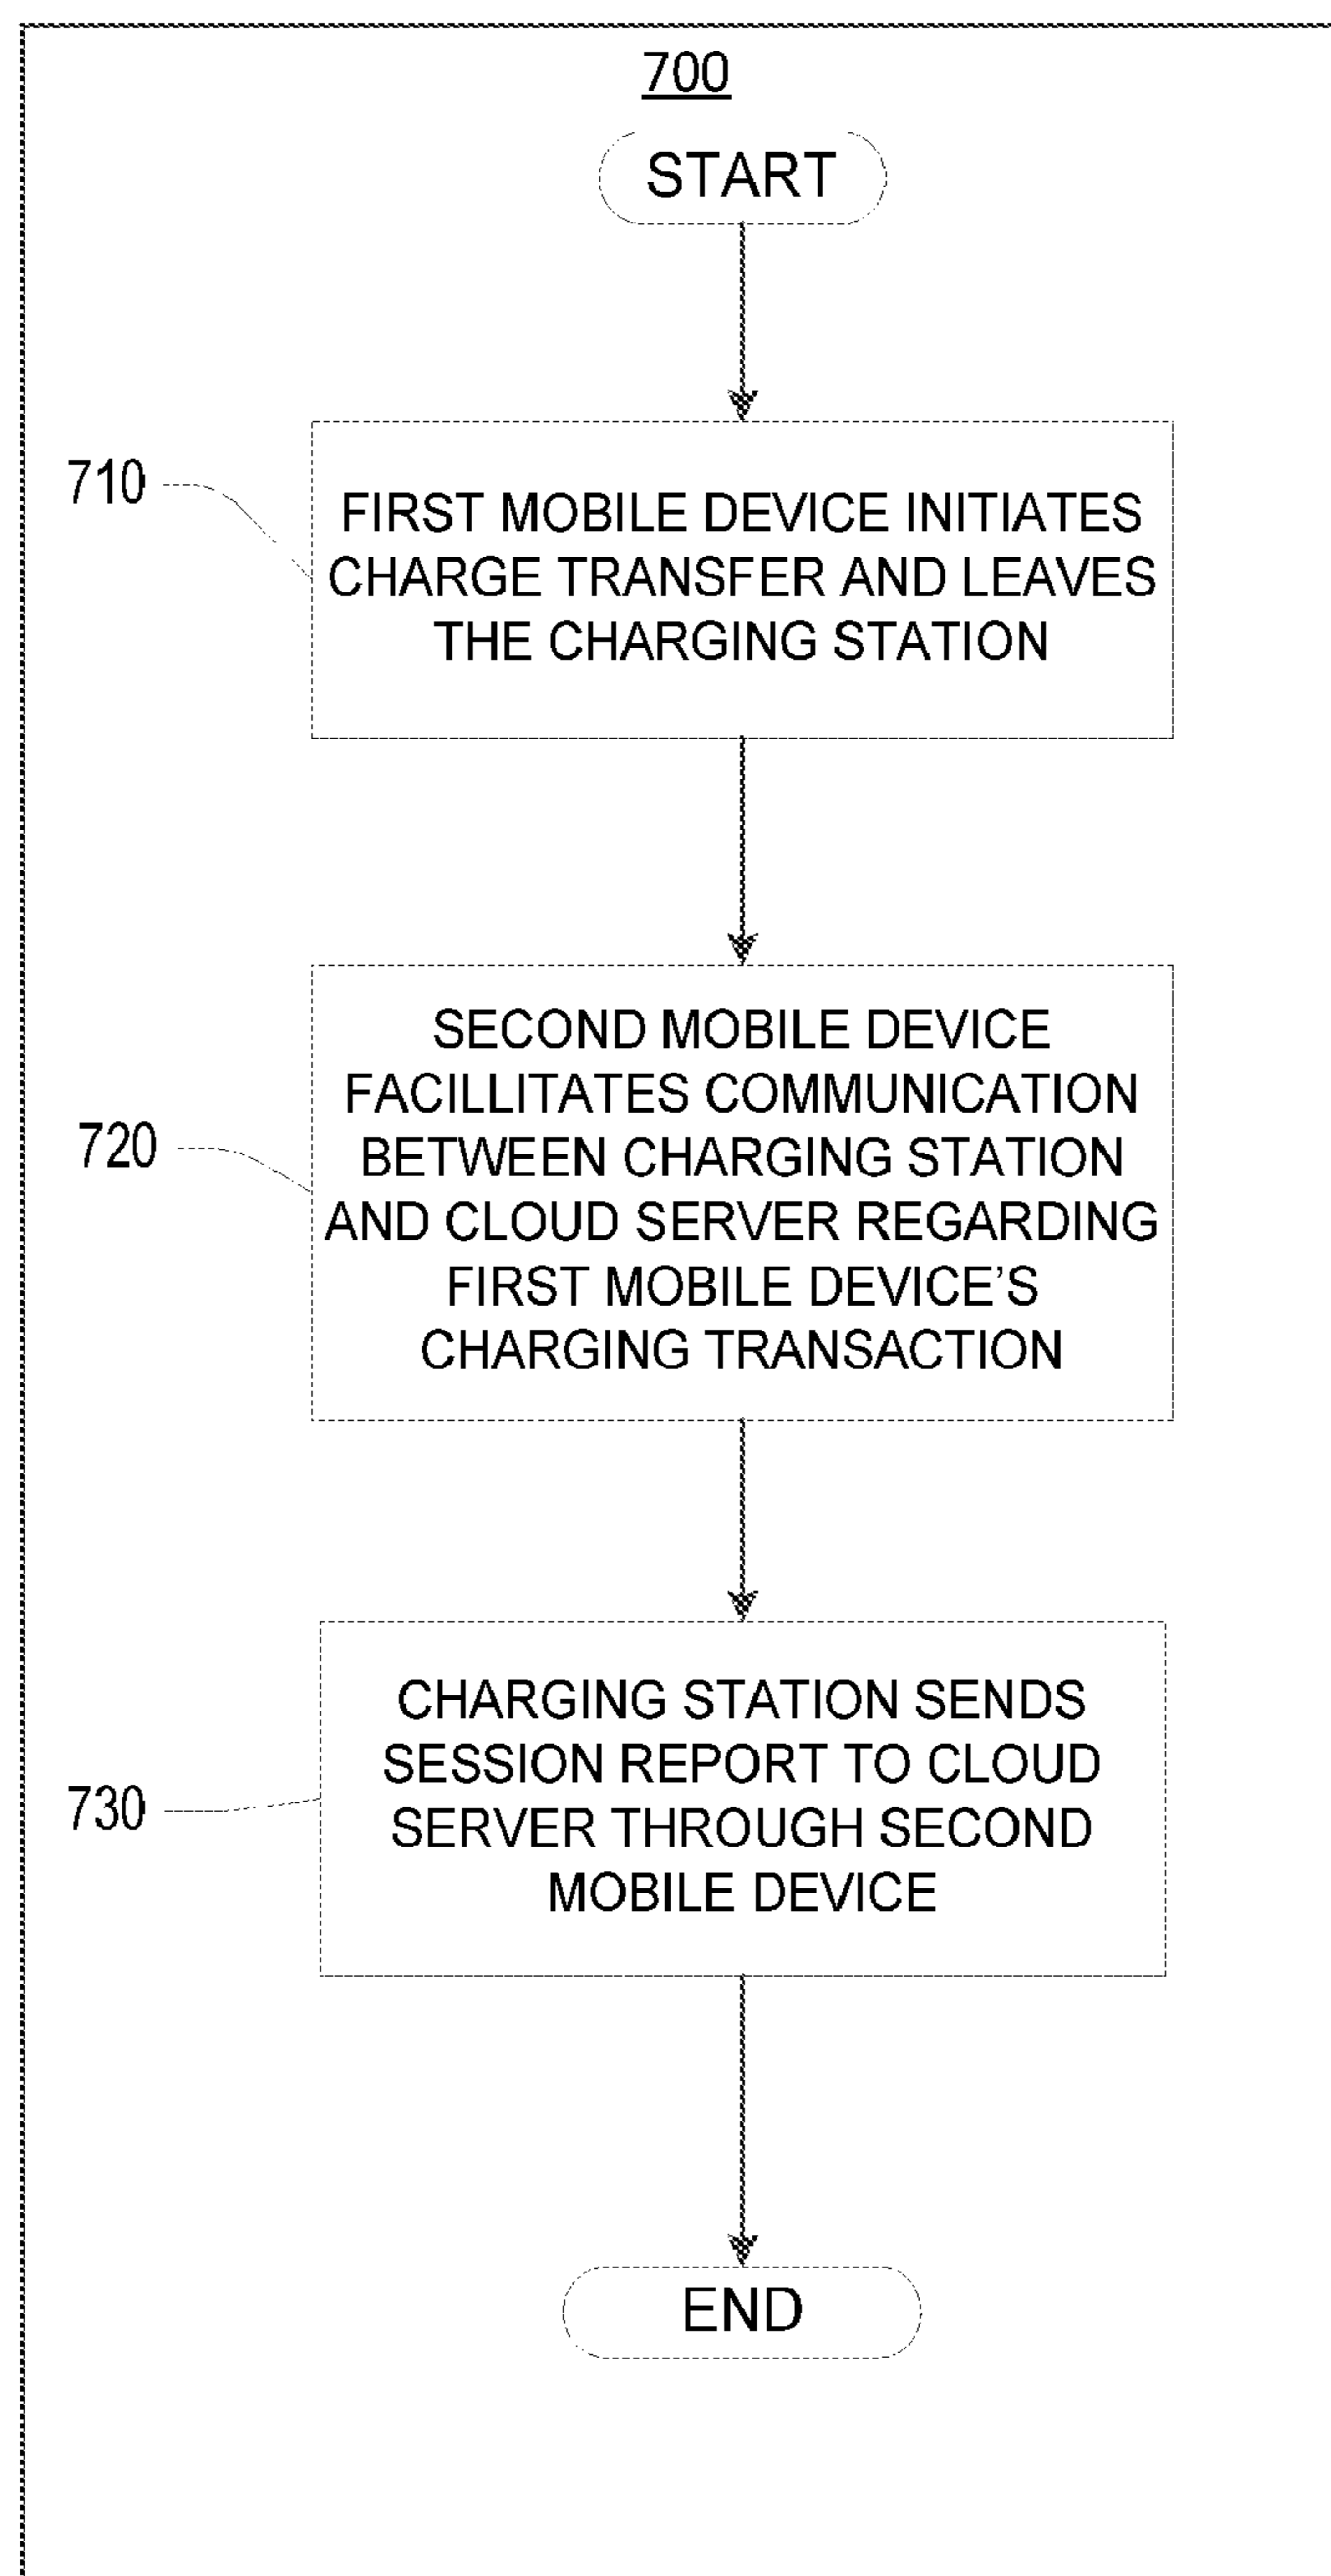 700
START
710
FIRST MOBILE DEVICE INITIATES
CHARGE TRANSFER AND LEAVES
THE CHARGING STATION
720
SECOND MOBILE DEVICE
FACILLITATES COMMUNICATION
BETWEEN CHARGING STATION
AND CLOUD SERVER REGARDING
FIRST MOBILE DEVICE'S
CHARGING TRANSACTION
730
CHARGING STATION SENDS
SESSION REPORT TO CLOUD
SERVER THROUGH SECOND
MOBILE DEVICE
END